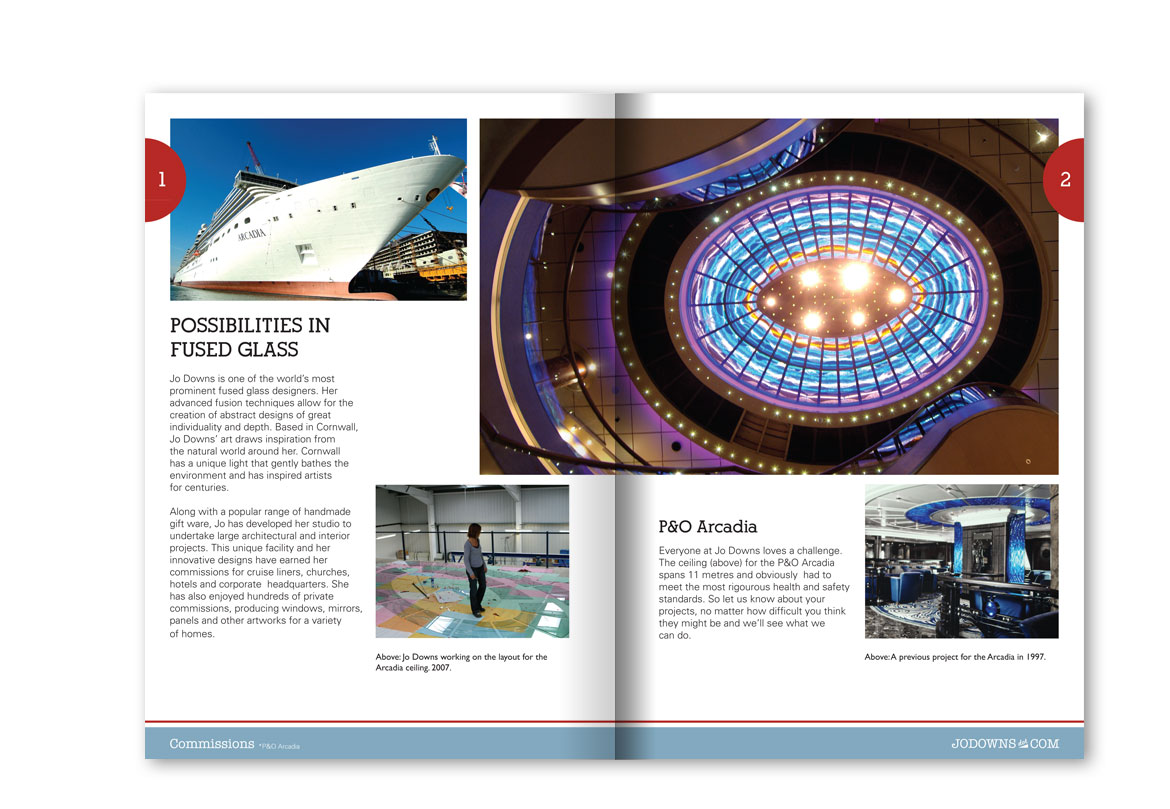 1
ARCADIA
POSSIBILITIES IN
FUSED GLASS
Jo Downs is one of the world's most
prominent fused glass designers. Her
advanced fusion techniques allow for the
creation of abstract designs of great
individuality and depth. Based in Cornwall,
Jo Downs' art draws inspiration from
the natural world around her. Cornwall
has a unique light that gently bathes the
environment and has inspired artists
for centuries.
Along with a popular range of handmade
gift ware, Jo has developed her studio to
undertake large architectural and interior
projects. This unique facility and her
innovative designs have earned her
commissions for cruise liners, churches,
hotels and corporate headquarters. She
has also enjoyed hundreds of private
commissions, producing windows, mirrors,
panels and other artworks for a variety
of homes.
Above: Jo Downs working on the layout for the
Arcadia ceiling. 2007.
Commissions *P&O Arcadia
2
P&O Arcadia
Everyone at Jo Downs loves a challenge.
The ceiling (above) for the P&O Arcadia
spans 11 metres and obviously had to
meet the most rigourous health and safety
standards. So let us know about your
projects, no matter how difficult you think
they might be and we'll see what we
can do.
Above: A previous project for the Arcadia in 1997.
JODOWNS COM